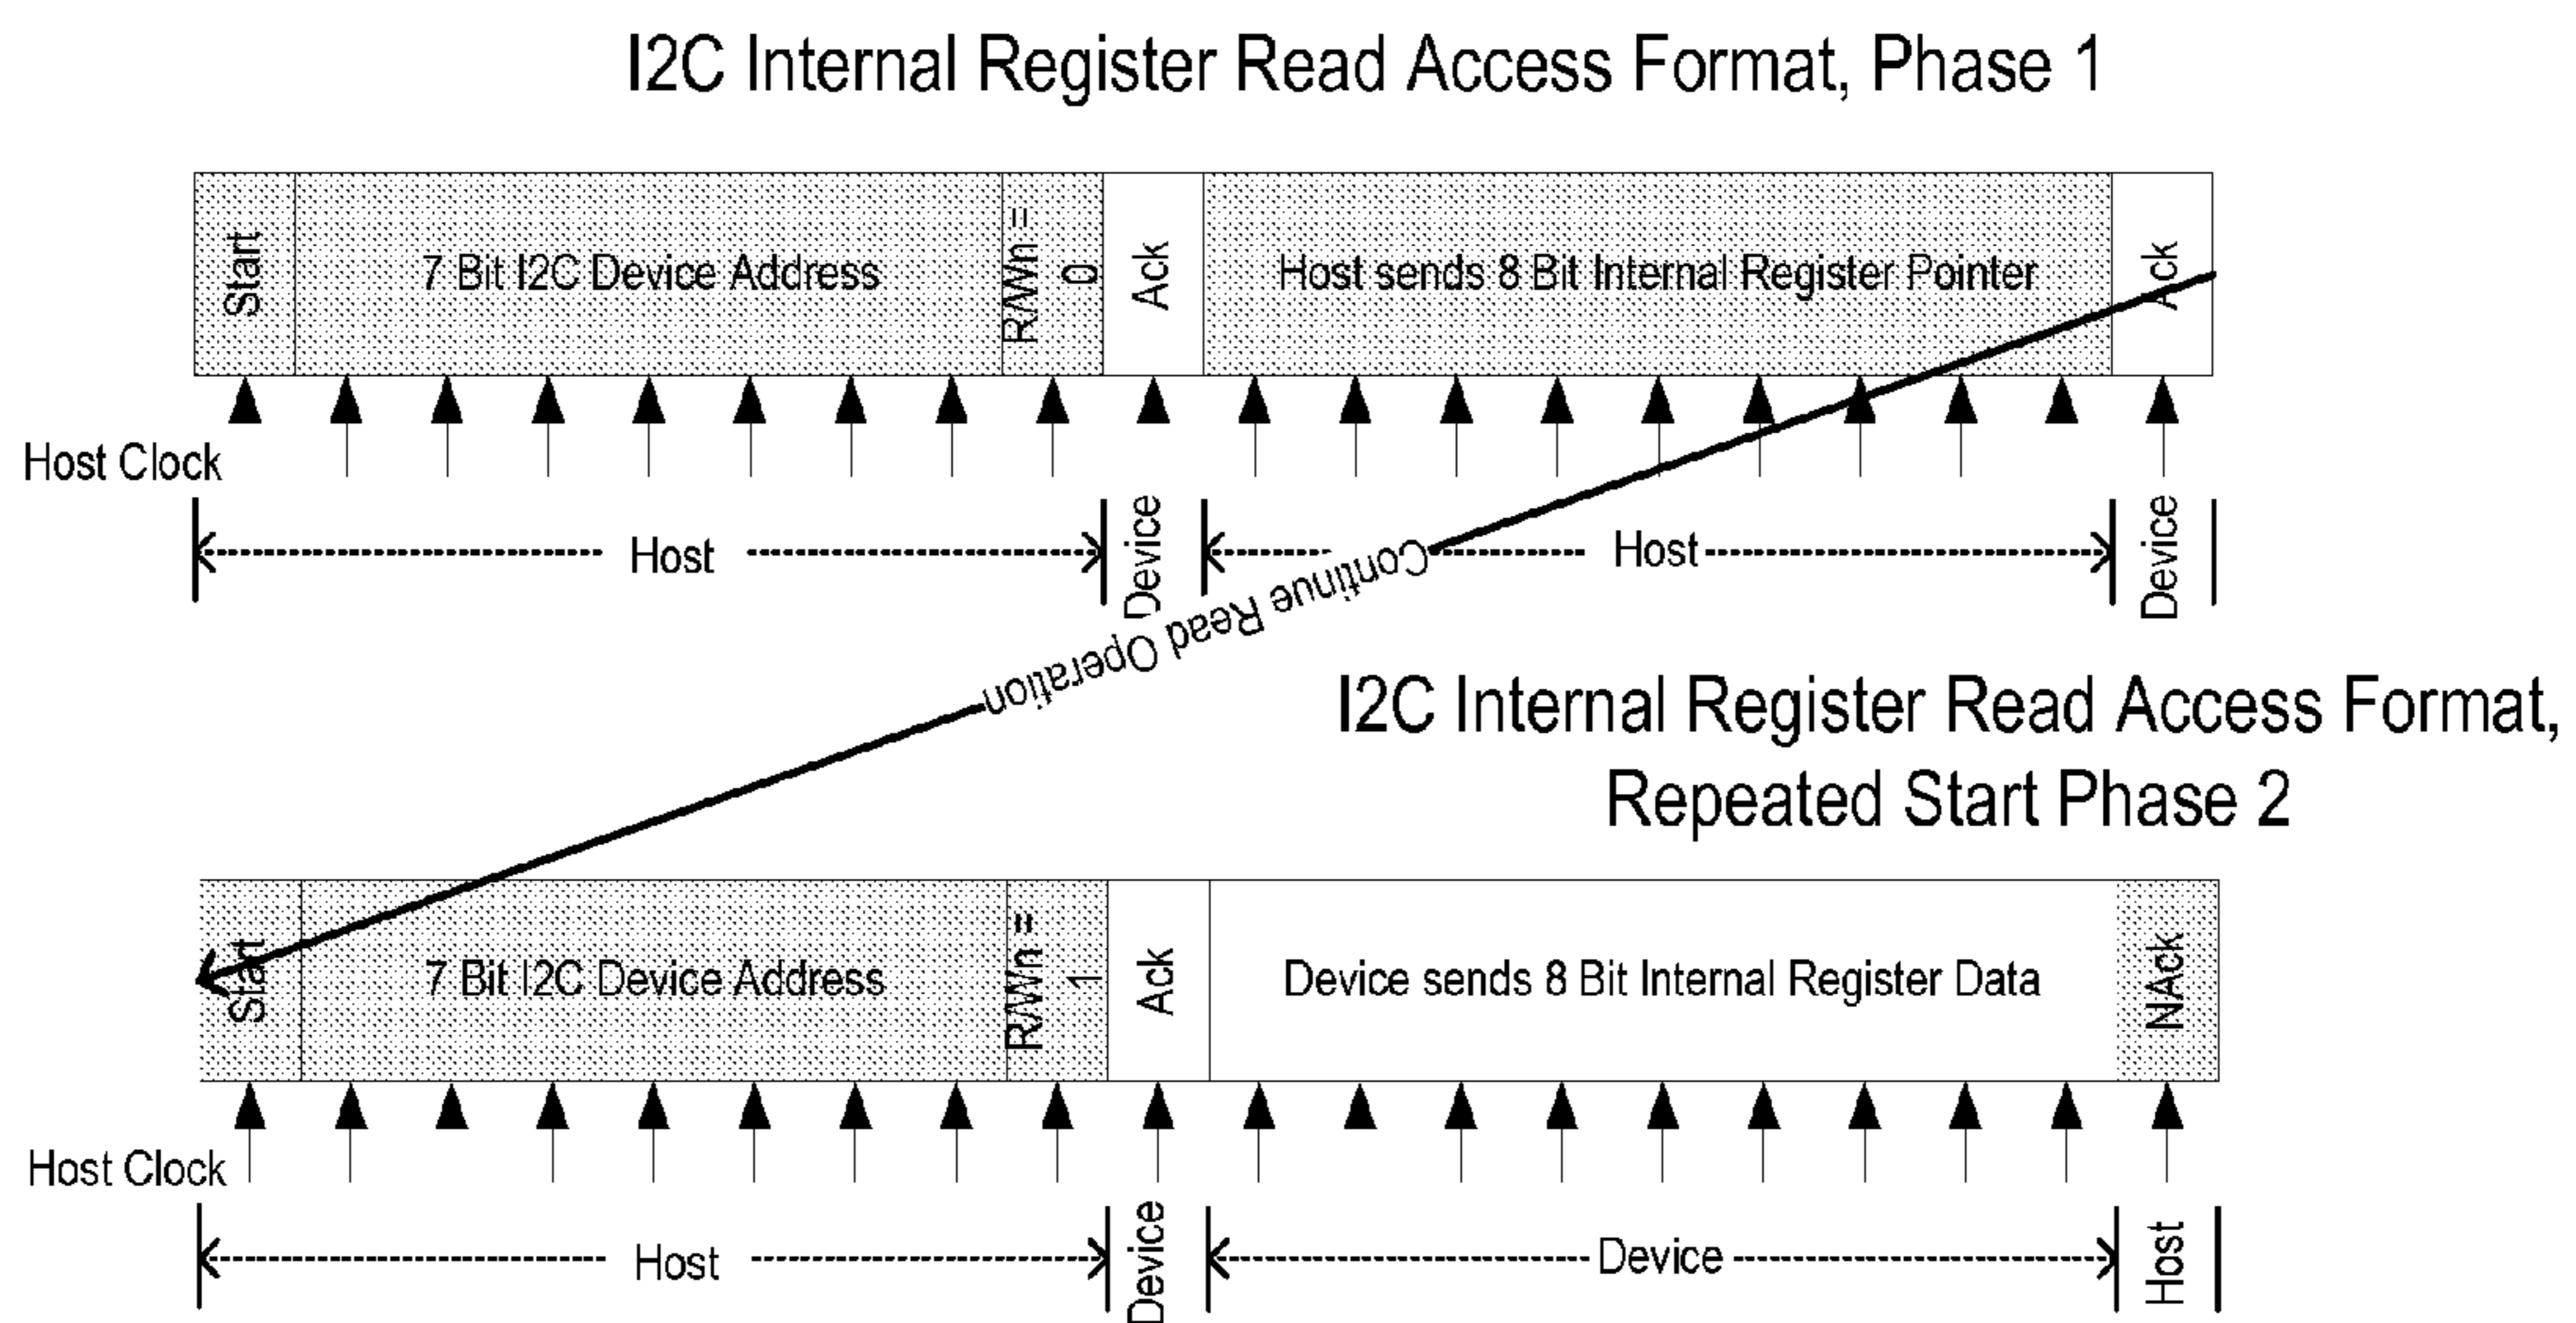 I2C Internal Register Read Access Format, Phase 1
Start
7 Bit I2C Device Address
R/Wn =
0
Ack
Host sends 8 Bit Internal Register Pointer
Ack
Host Clock
Host
Device
Host
Device
Continue Read Operation
I2C Internal Register Read Access Format,
Repeated Start Phase 2
Start
7 Bit I2C Device Address
R/Wn =
1
Ack
Device sends 8 Bit Internal Register Data
NAck
Host Clock
Host
Device
Device
Host